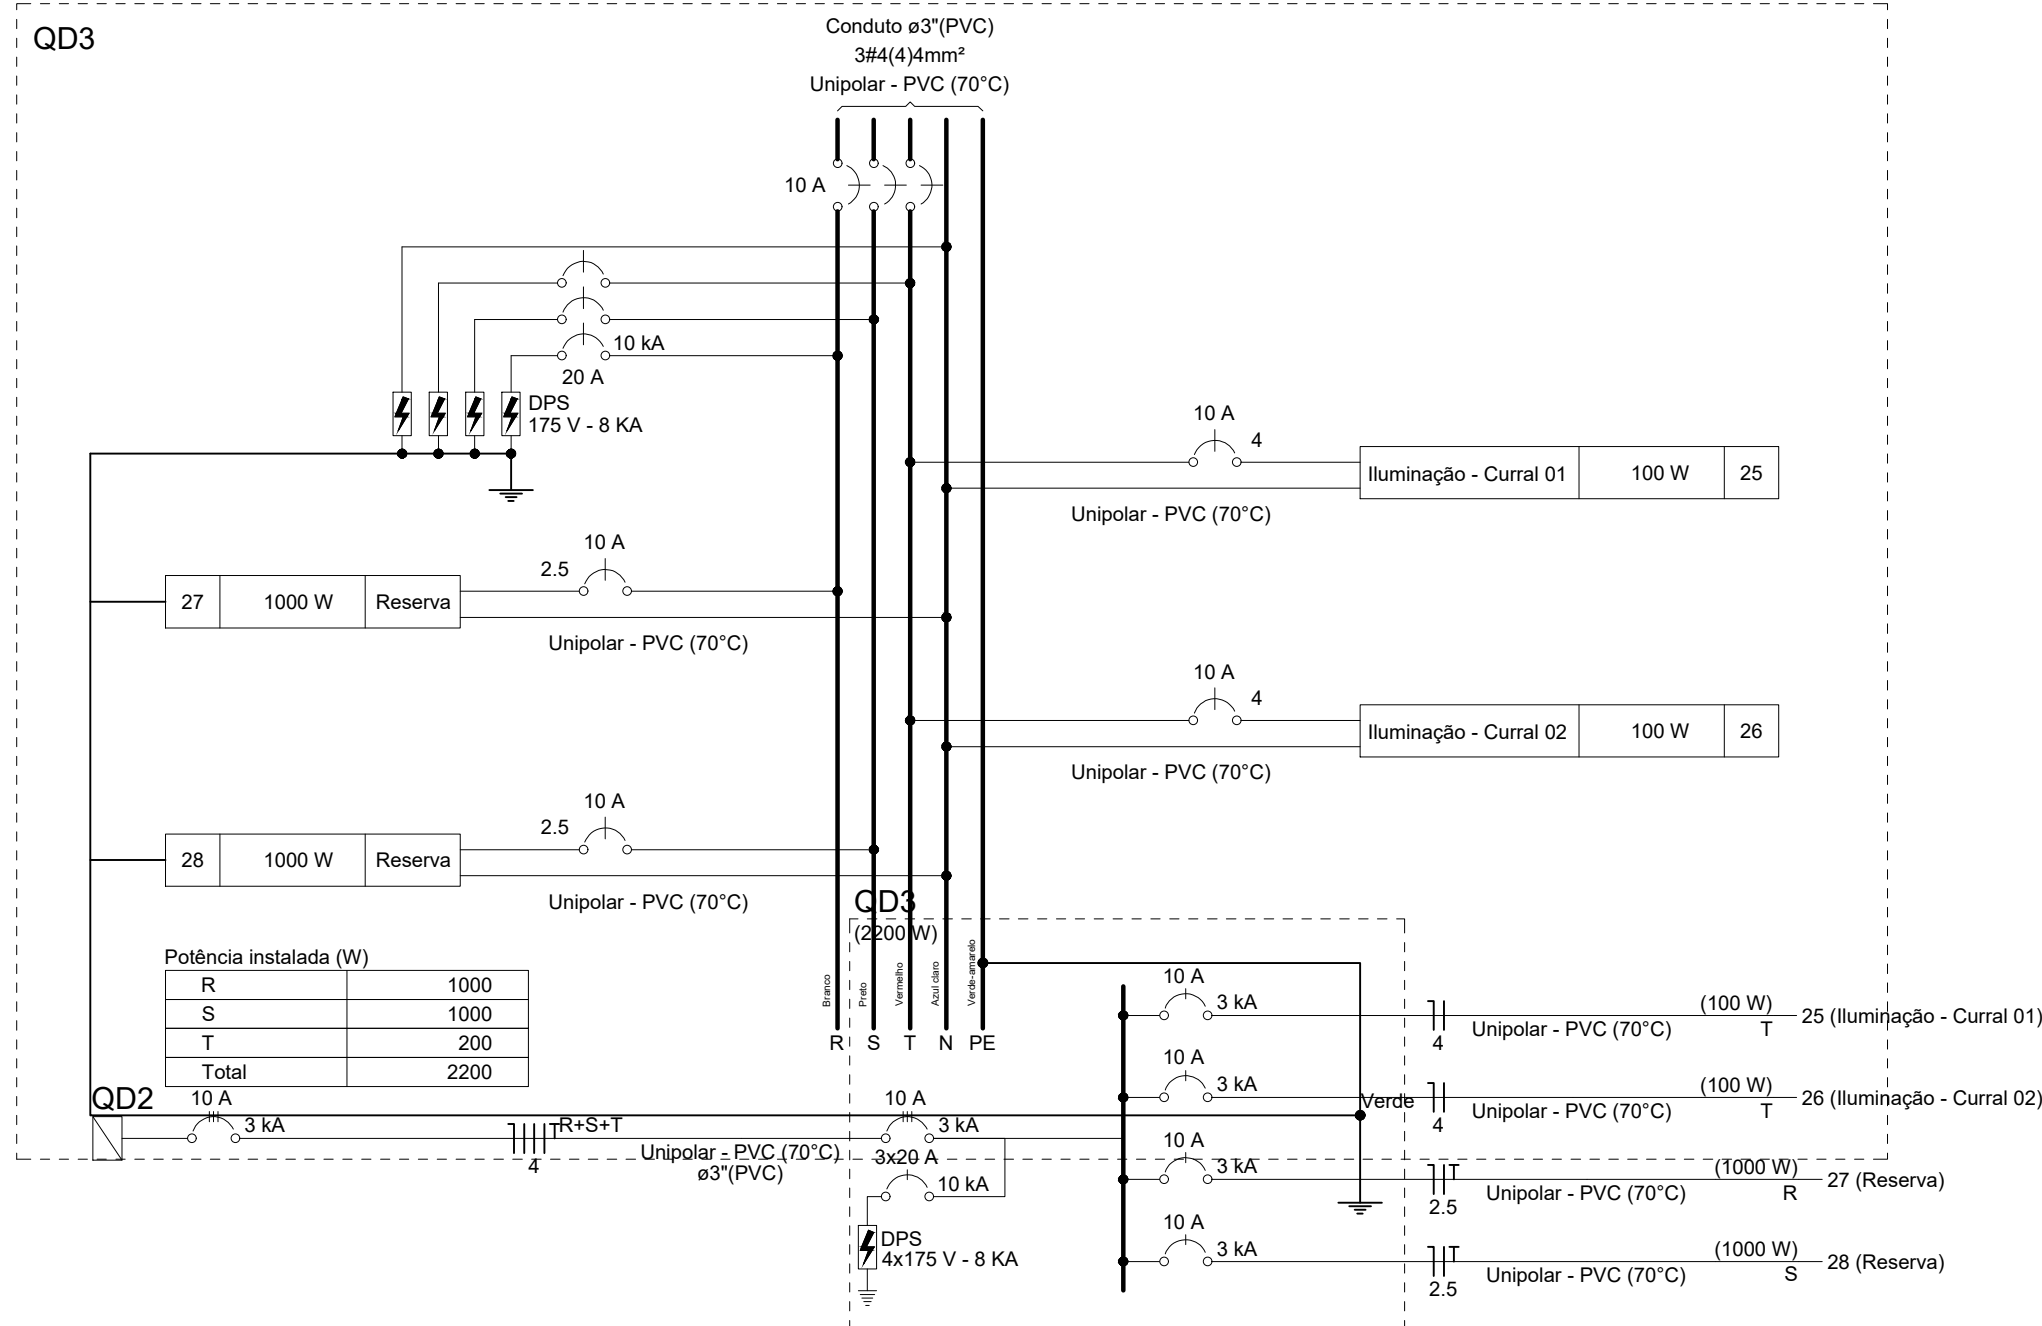 QD3
Conduto ø3"(PVC)
3#4(4)4mm²
Unipolar - PVC (70°C)
10 A
10 kA
20 A
DPS
175 V - 8 KA
10 A
4
Iluminação - Curral 01 100 W 25
Unipolar - PVC (70°C)
10 A
2.5
27 1000 W Reserva
Unipolar - PVC (70°C)
10 A
4
Iluminação - Curral 02 100 W 26
Unipolar - PVC (70°C)
10 A
2.5
28 1000 W Reserva
Unipolar - PVC (70°C)
QD3
(2200 W)
Potência instalada (W)
R 1000
S 1000
T 200
Total 2200
Branco
Preto
Vermelho
Azul claro
Verde-amarelo
R S T N PE
10 A
3 kA
4
Unipolar - PVC (70°C)
(100 W)
T
25 (Iluminação - Curral 01)
10 A
3 kA
Verde
4
Unipolar - PVC (70°C)
(100 W)
T
26 (Iluminação - Curral 02)
QD2
10 A
3 kA
R+S+T
4
Unipolar - PVC (70°C)
ø3"(PVC)
10 A
3 kA
3x20 A
10 kA
DPS
4x175 V - 8 KA
10 A
3 kA
2.5
Unipolar - PVC (70°C)
(1000 W)
R
27 (Reserva)
10 A
3 kA
2.5
Unipolar - PVC (70°C)
(1000 W)
S
28 (Reserva)